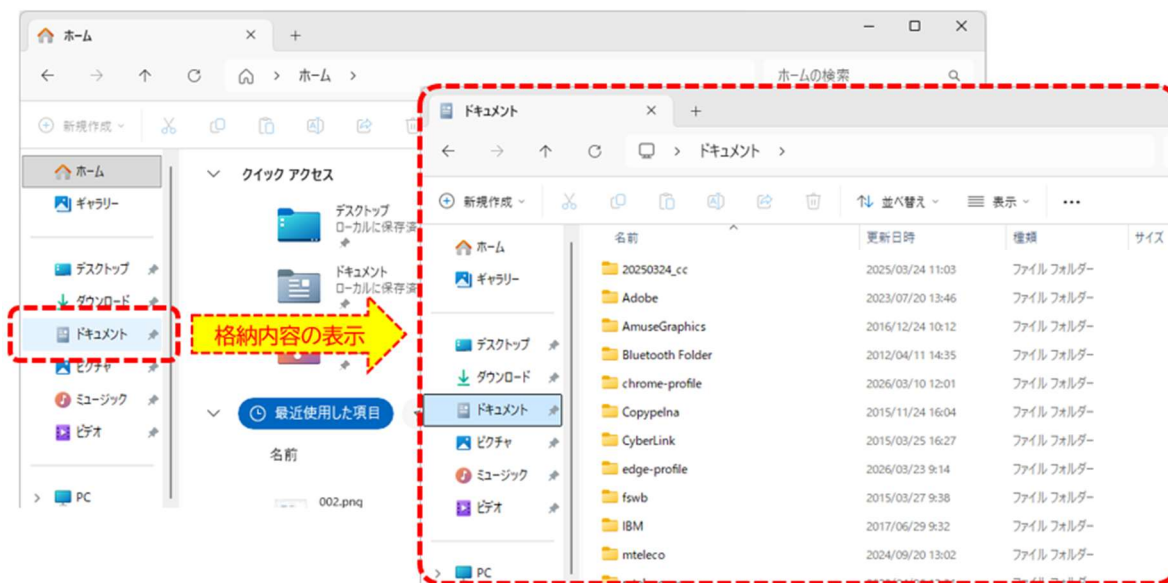 ホーム
ホーム
ホームの検索
新規作成
ホーム
ギャラリー
デスクトップ
ダウンロード
ドキュメント
ピクチャ
ミュージック
ビデオ
PC
クイック アクセス
デスクトップ
ローカルに保存済
ドキュメント
ローカルに保存済
格納内容の表示
最近使用した項目
名前
002.png
ドキュメント
ドキュメント
新規作成
並べ替え
表示
ホーム
ギャラリー
デスクトップ
ダウンロード
ドキュメント
ピクチャ
ミュージック
ビデオ
PC
名前 更新日時 種類 サイズ
20250324_cc 2025/03/24 11:03 ファイル フォルダー
Adobe 2023/07/20 13:46 ファイル フォルダー
AmuseGraphics 2016/12/24 10:12 ファイル フォルダー
Bluetooth Folder 2012/04/11 14:35 ファイル フォルダー
chrome-profile 2026/03/10 12:01 ファイル フォルダー
Copypelna 2015/11/24 16:04 ファイル フォルダー
CyberLink 2015/03/25 16:27 ファイル フォルダー
edge-profile 2026/03/23 9:14 ファイル フォルダー
fswb 2015/03/27 9:38 ファイル フォルダー
IBM 2017/06/29 9:32 ファイル フォルダー
mteleco 2024/09/20 13:02 ファイル フォルダー